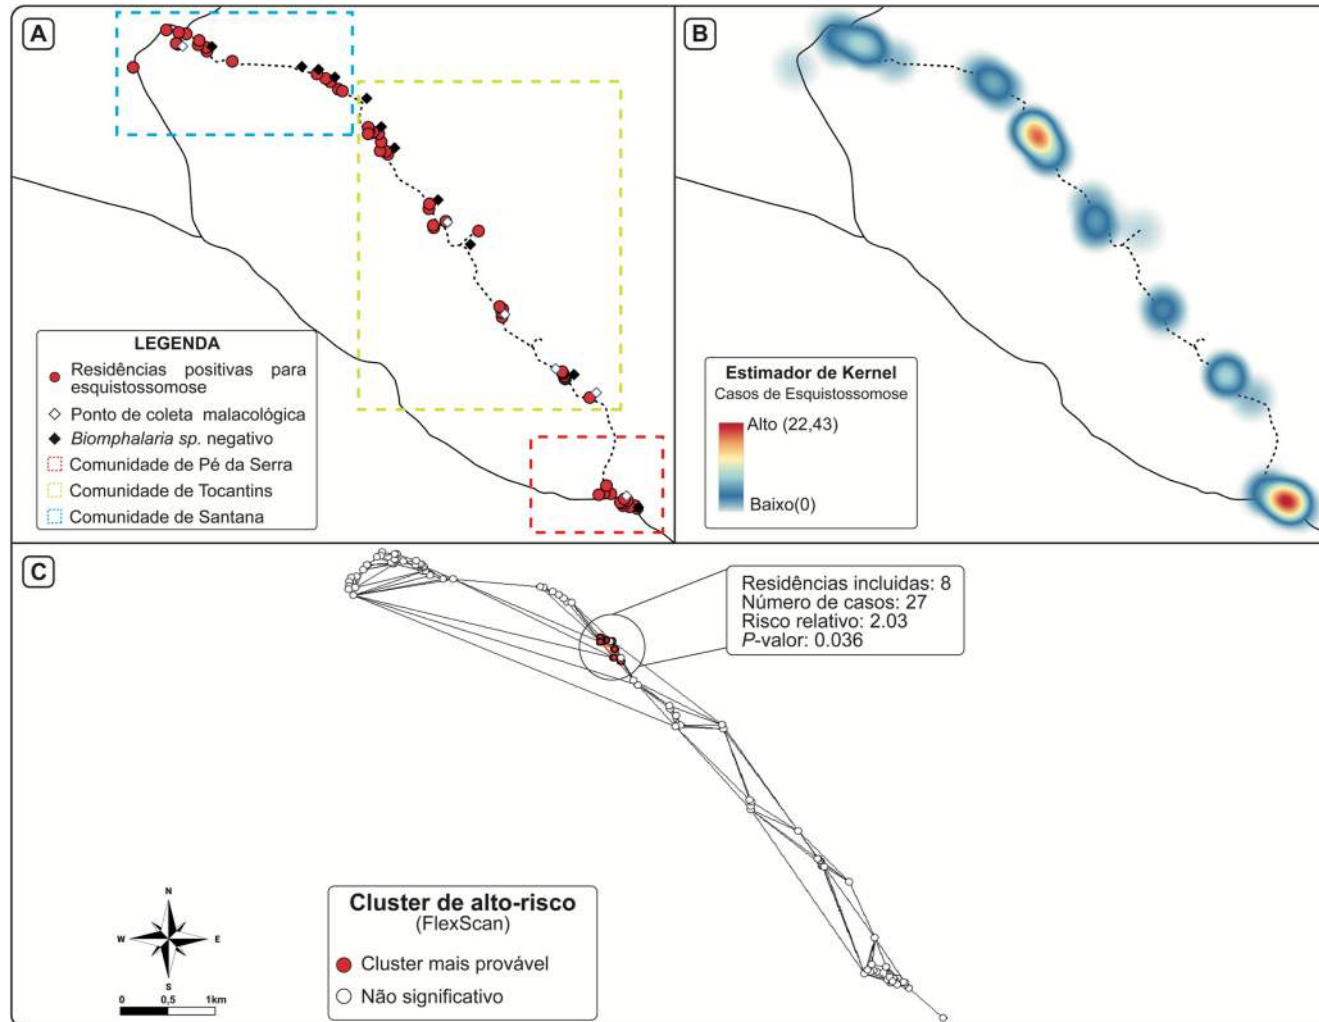 A
B
LEGENDA
Residências positivas para
esquistossomose
Ponto de coleta malacológica
Biomphalaria sp. negativo
Comunidade de Pé da Serra
Comunidade de Tocantins
Comunidade de Santana
Estimador de Kernel
Casos de Esquistossomose
Alto (22,43)
Baixo(0)
C
Residências incluidas: 8
Número de casos: 27
Risco relativo: 2.03
P-valor: 0.036
N
W
E
S
0 0,5 1km
Cluster de alto-risco
(FlexScan)
Cluster mais provável
Não significativo